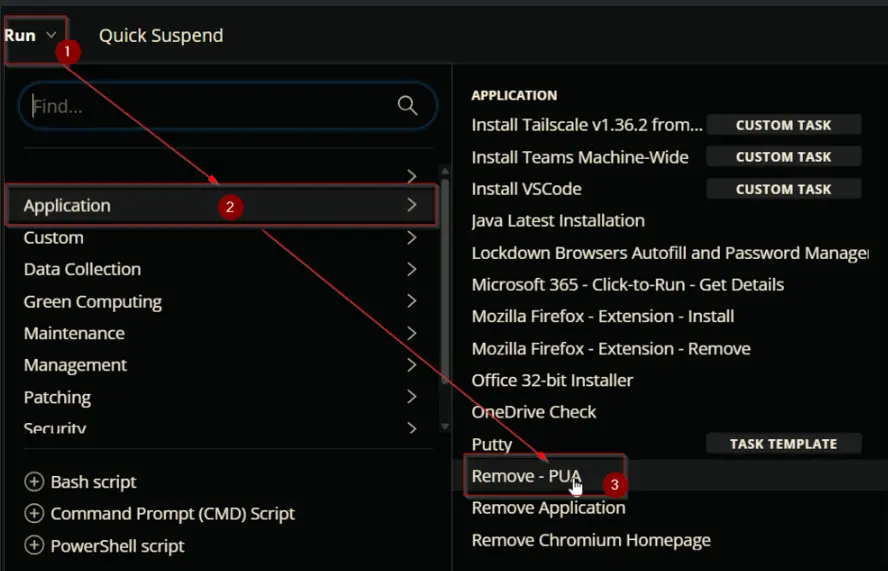 Run
1
Quick Suspend
Find...
Application
2
Custom
Data Collection
Green Computing
Maintenance
Management
Patching
Security
Bash script
Command Prompt (CMD) Script
PowerShell script
APPLICATION
Install Tailscale v1.36.2 from... CUSTOM TASK
Install Teams Machine-Wide CUSTOM TASK
Install VSCode CUSTOM TASK
Java Latest Installation
Lockdown Browsers Autofill and Password Manager
Microsoft 365 - Click-to-Run - Get Details
Mozilla Firefox - Extension - Install
Mozilla Firefox - Extension - Remove
Office 32-bit Installer
OneDrive Check
Putty TASK TEMPLATE
Remove - PUA
3
Remove Application
Remove Chromium Homepage